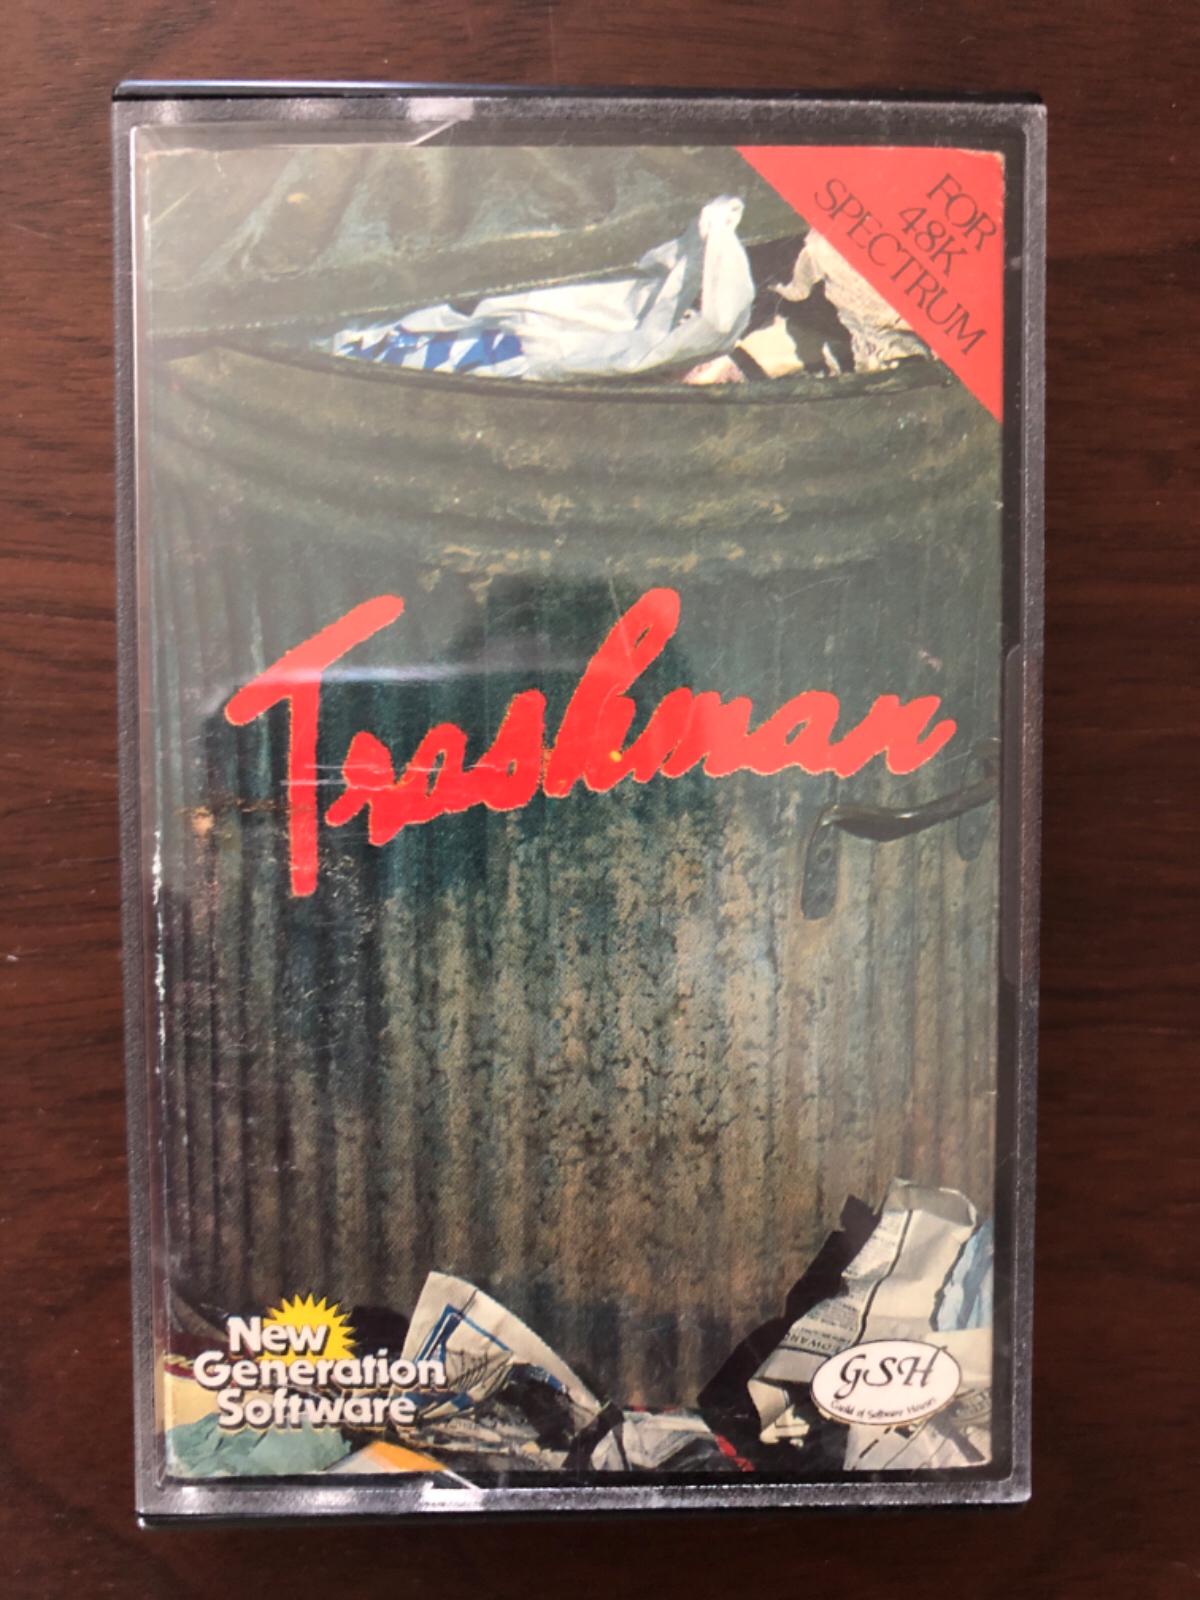 FOR
48K
SPECTRUM
Trashman
New
Generation
Software
GSH
Guild of Software Houses